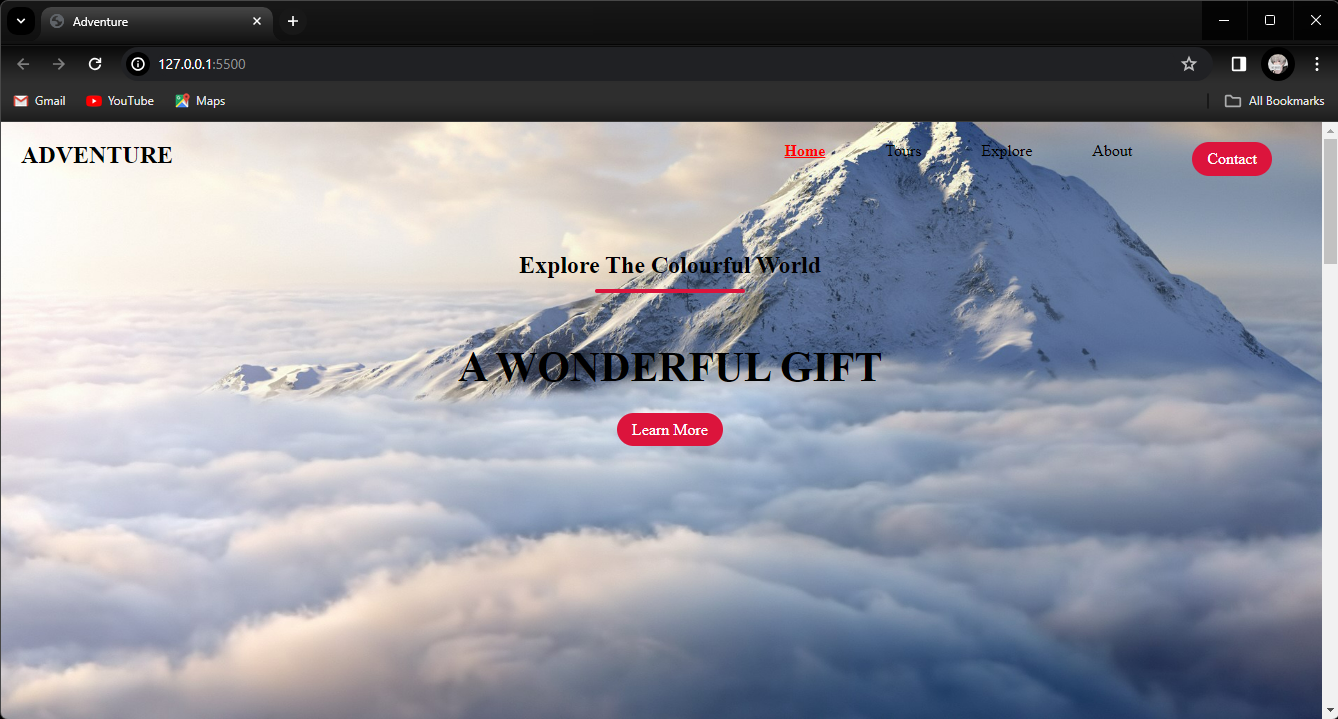 Adventure
127.0.0.1:5500
Gmail YouTube Maps All Bookmarks
ADVENTURE Home Tours Explore About Contact
Explore The Colourful World
A WONDERFUL GIFT
Learn More